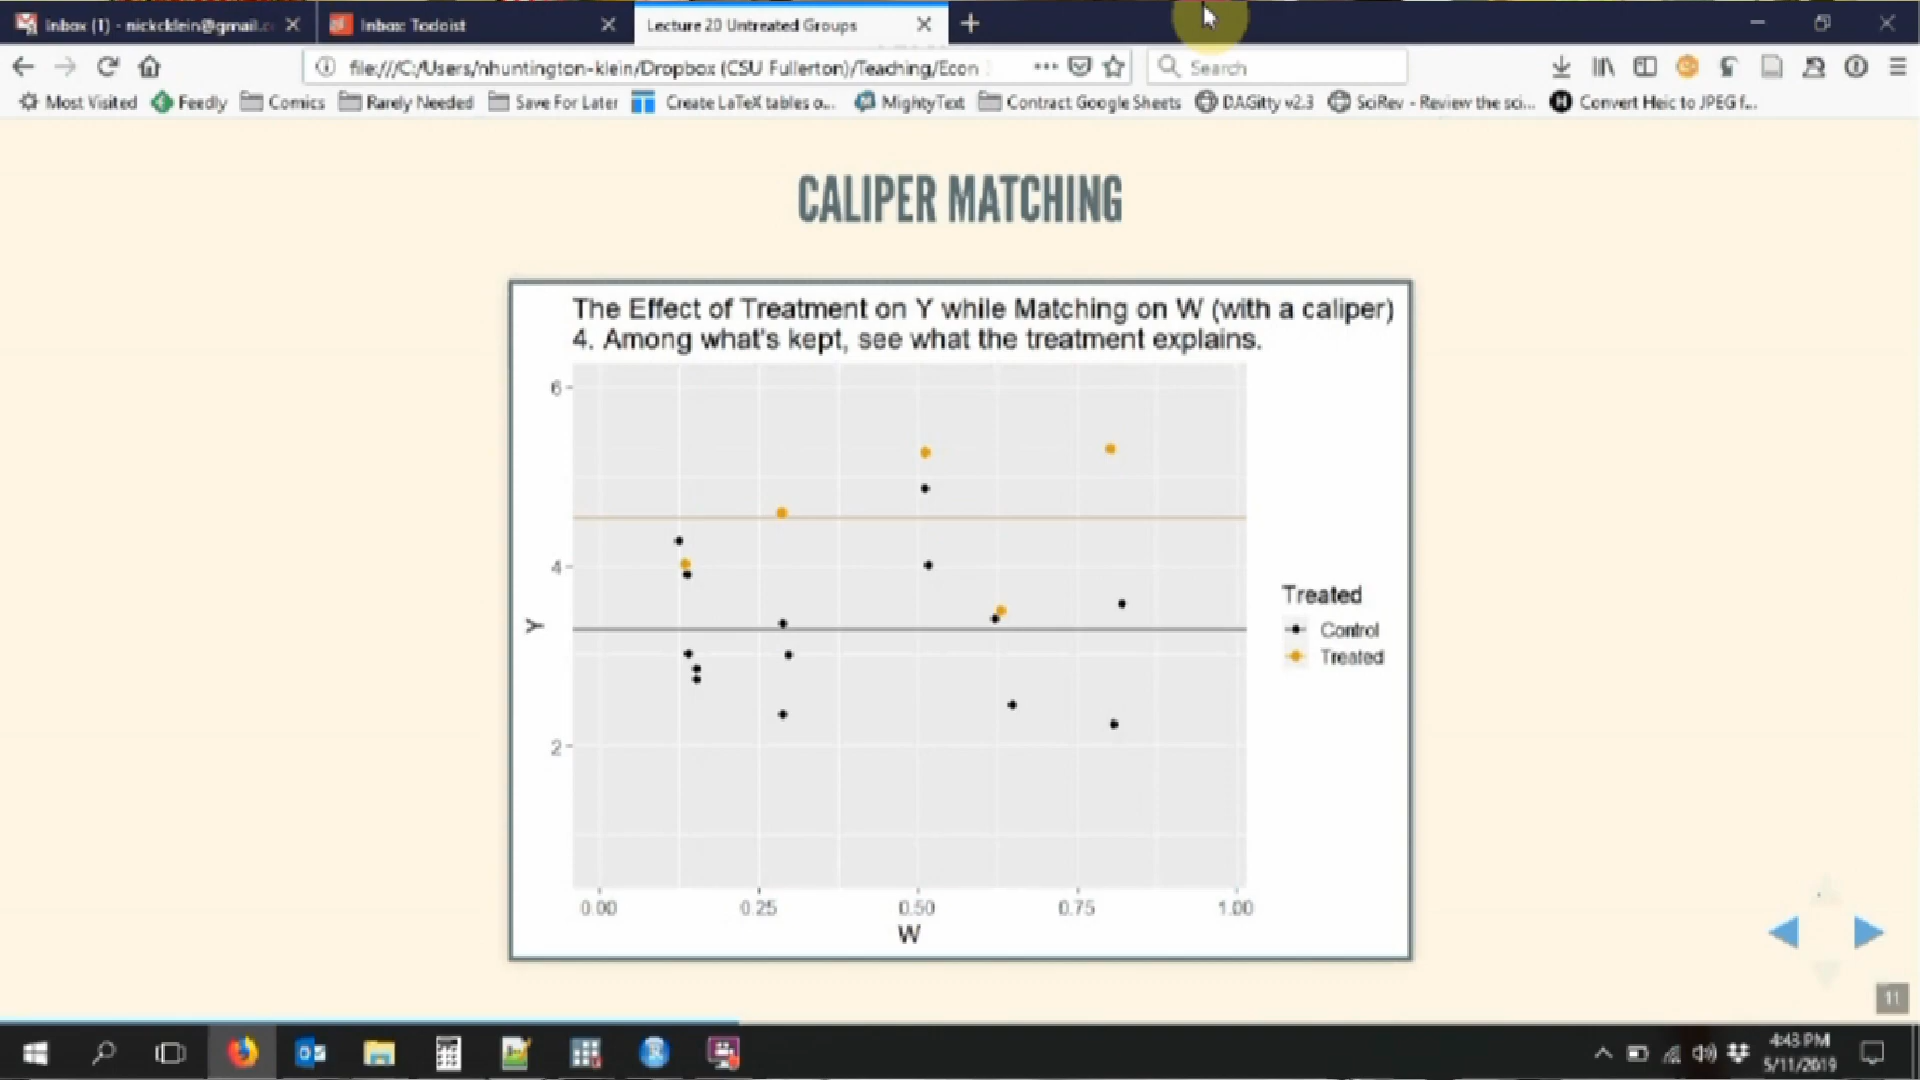 Inbox (1) - nickcklein@gmail.c
Inbox: Todoist
Lecture 20 Untreated Groups
file:///C:/Users/nhuntington-klein/Dropbox (CSU Fullerton)/Teaching/Econ
Search
Most Visited
Feedly
Comics
Rarely Needed
Save For Later
Create LaTeX tables o...
MightyText
Contract Google Sheets
DAGitty v2.3
SciRev - Review the sci...
Convert Heic to JPEG f...
CALIPER MATCHING
The Effect of Treatment on Y while Matching on W (with a caliper)
4. Among what's kept, see what the treatment explains.
6
4
2
Y
0.00
0.25
0.50
0.75
1.00
W
Treated
Control
Treated
11
4:43 PM
5/11/2019